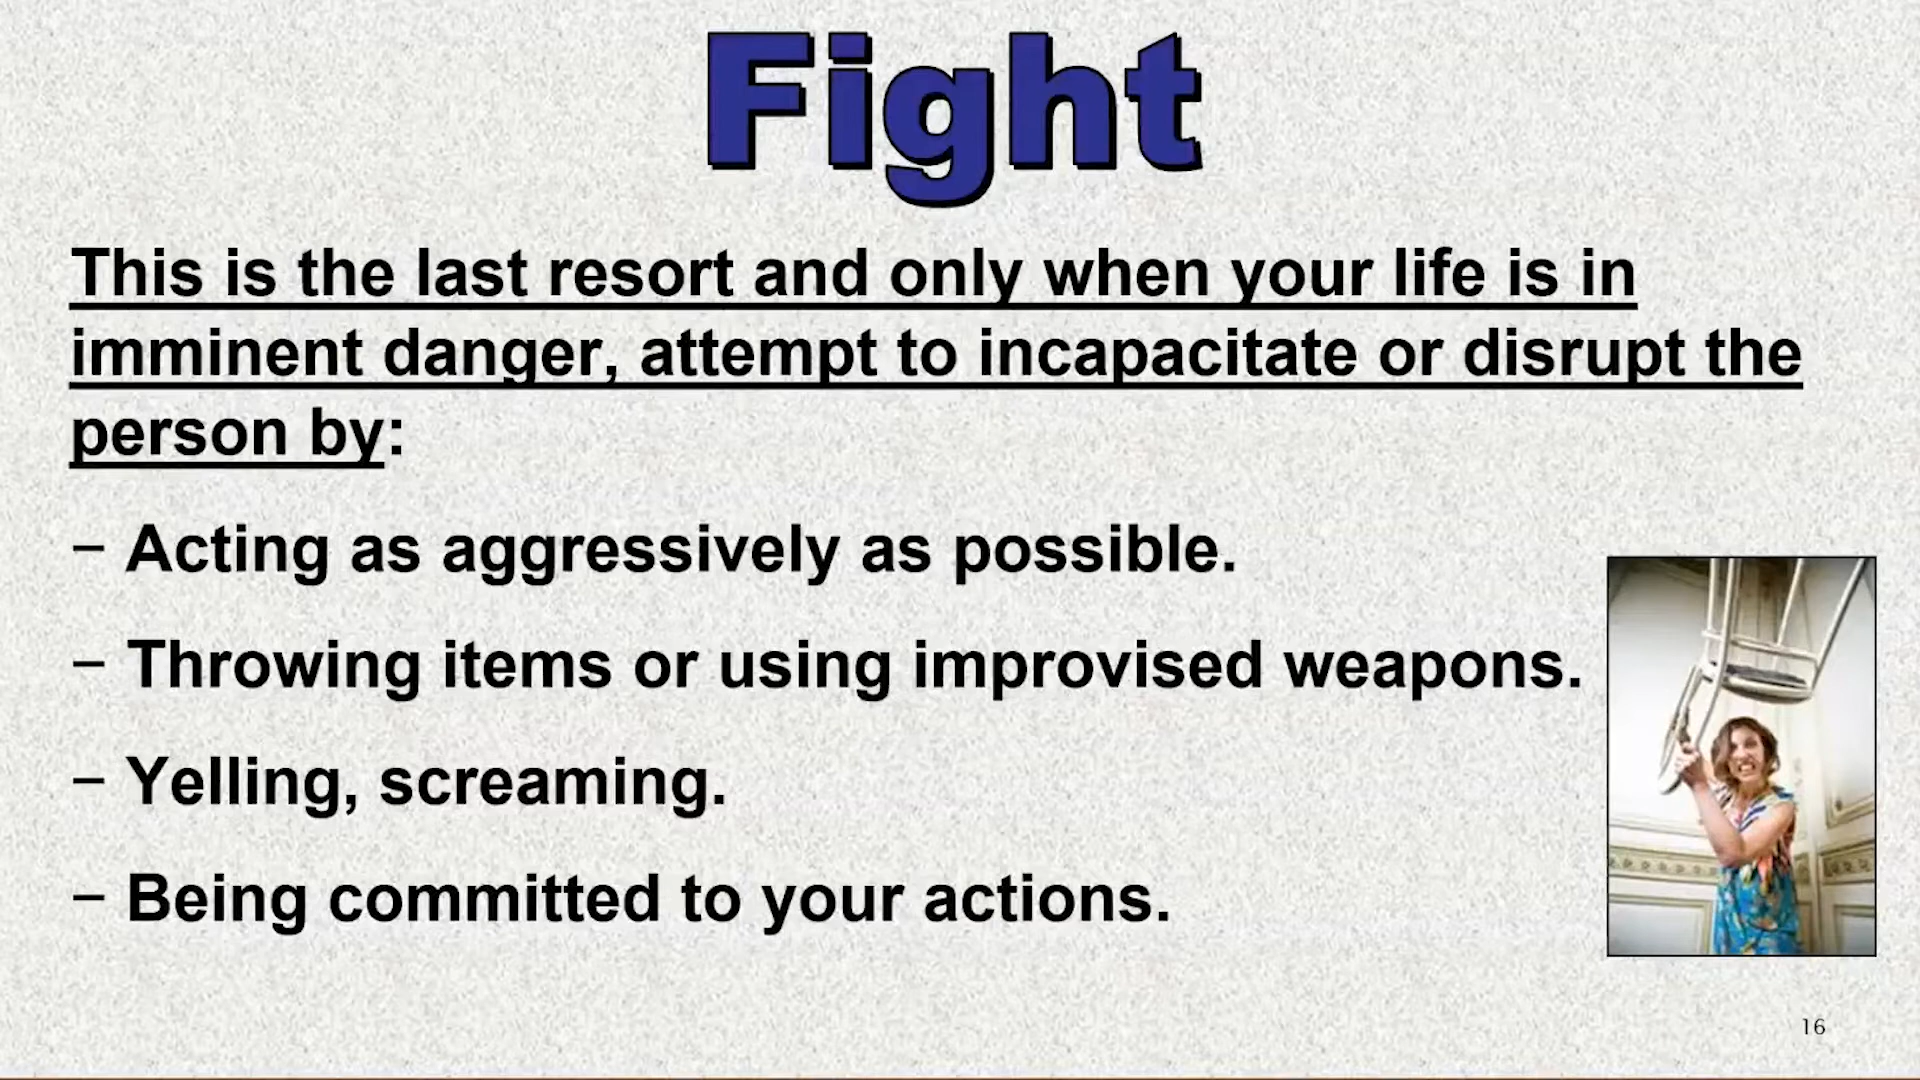 Fight
This is the last resort and only when your life is in
imminent danger, attempt to incapacitate or disrupt the
person by:
– Acting as aggressively as possible.
– Throwing items or using improvised weapons.
– Yelling, screaming.
– Being committed to your actions.
16